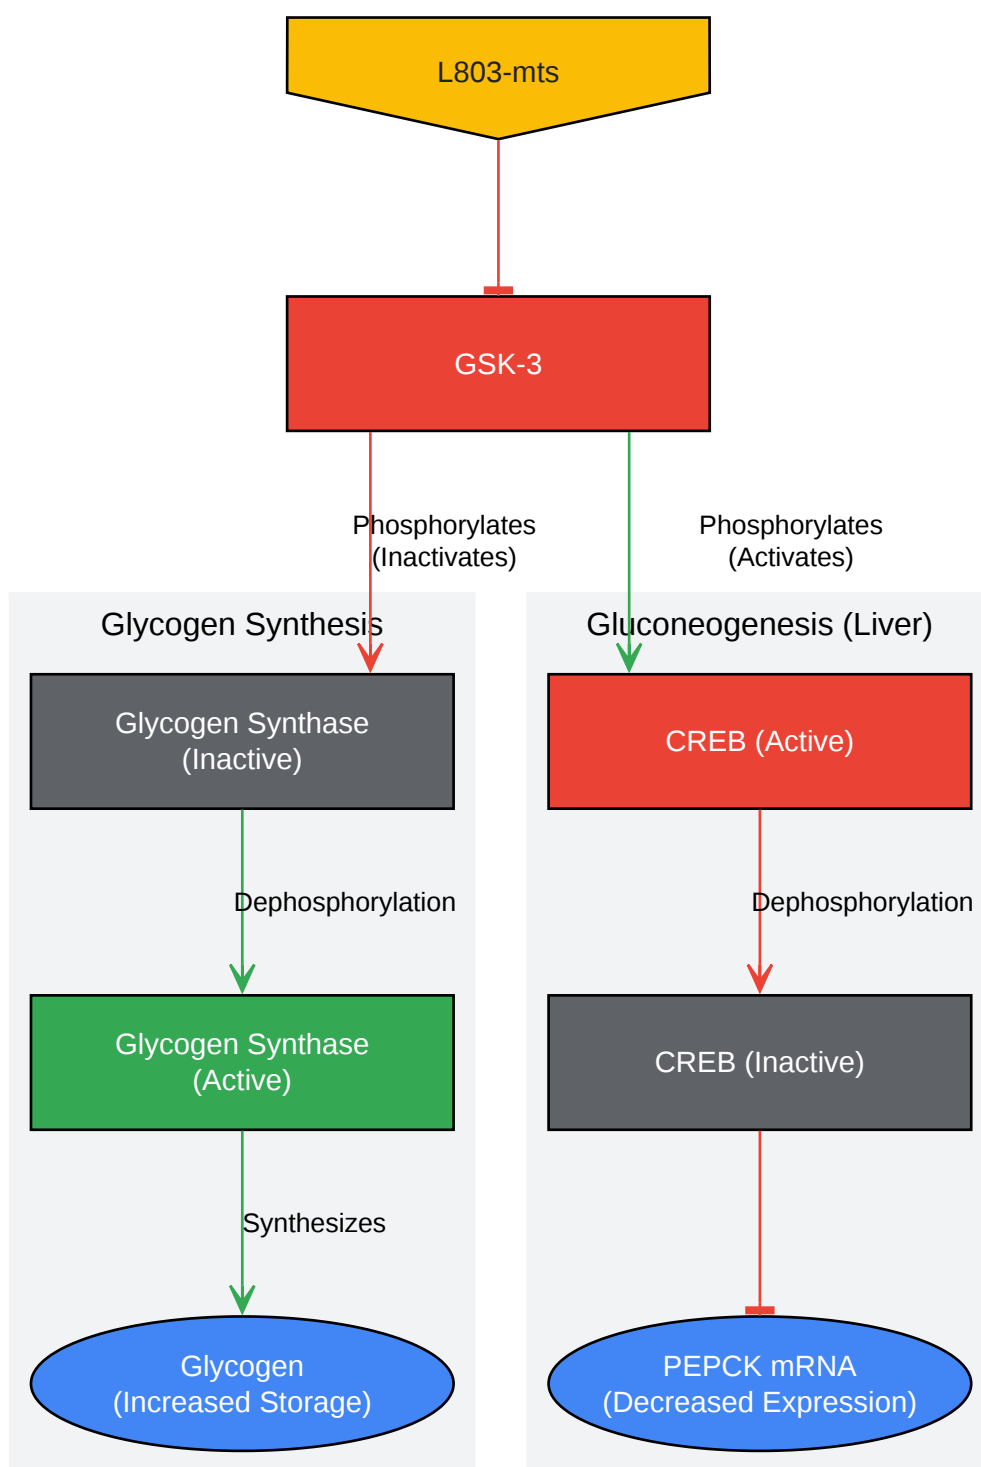 L803-mts
GSK-3
Phosphorylates
(Inactivates)
Phosphorylates
(Activates)
Glycogen Synthesis
Glycogen Synthase
(Inactive)
Dephosphorylation
Glycogen Synthase
(Active)
Synthesizes
Glycogen
(Increased Storage)
Gluconeogenesis (Liver)
CREB (Active)
Dephosphorylation
CREB (Inactive)
PEPCK mRNA
(Decreased Expression)